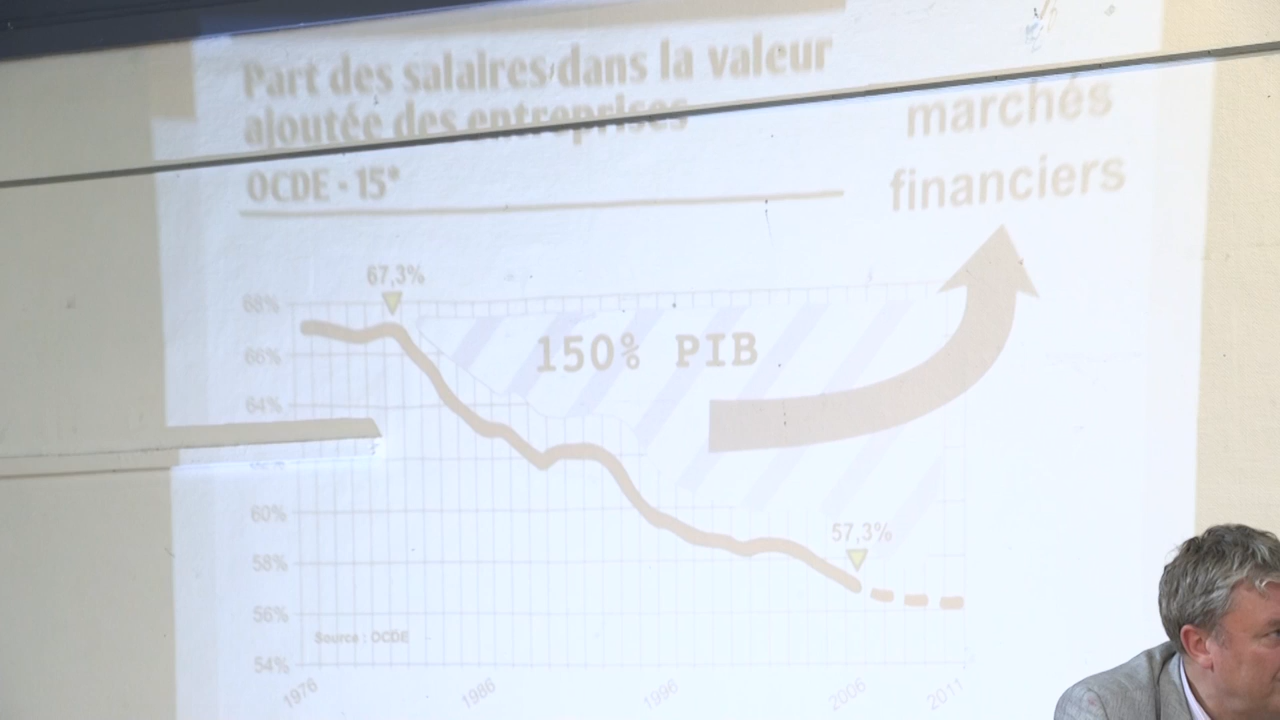 Part des salaires dans la valeur
ajoutée des entreprises
OCDE - 15*
marchés
financiers
67,3%
68%
66%
64%
150% PIB
60%
58%
56%
54%
57,3%
Source : OCDE
1976
1986
1996
2006
2011